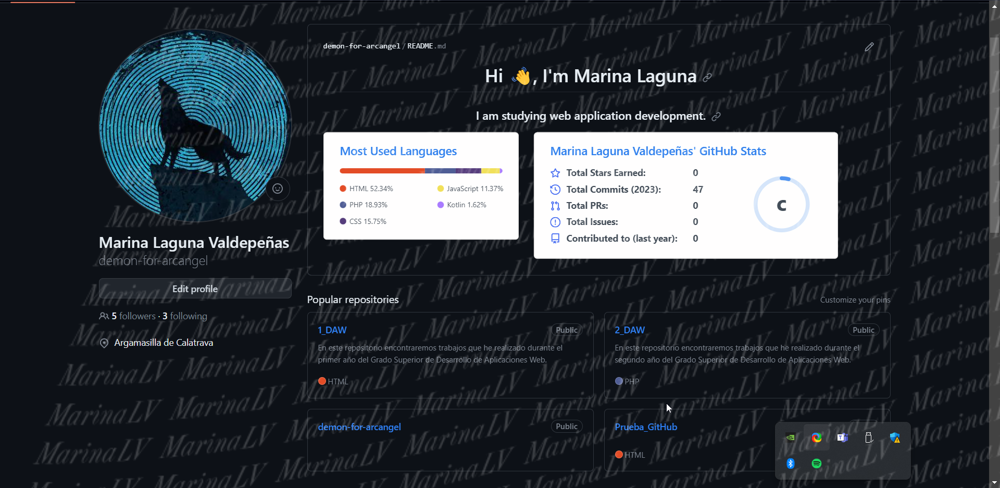 demon-for-arcangel / README.md
Hi 👋, I'm Marina Laguna
I am studying web application development.
Most Used Languages
HTML 52.34%
JavaScript 11.37%
PHP 18.93%
Kotlin 1.62%
CSS 15.75%
Marina Laguna Valdepeñas' GitHub Stats
Total Stars Earned: 0
Total Commits (2023): 47
Total PRs: 0
Total Issues: 0
Contributed to (last year): 0
C
Marina Laguna Valdepeñas
demon-for-arcangel
Edit profile
5 followers · 3 following
Argamasilla de Calatrava
Popular repositories
Customize your pins
1_DAW
Public
En este repositorio encontraremos trabajos que he realizado durante el
primer año del Grado Superior de Desarrollo de Aplicaciones Web.
HTML
2_DAW
Public
En este repositorio encontraremos trabajos que he realizado durante el
segundo año del Grado Superior de Desarrollo de Aplicaciones Web.
PHP
demon-for-arcangel
Public
Prueba_GitHub
HTML
MarinaLV